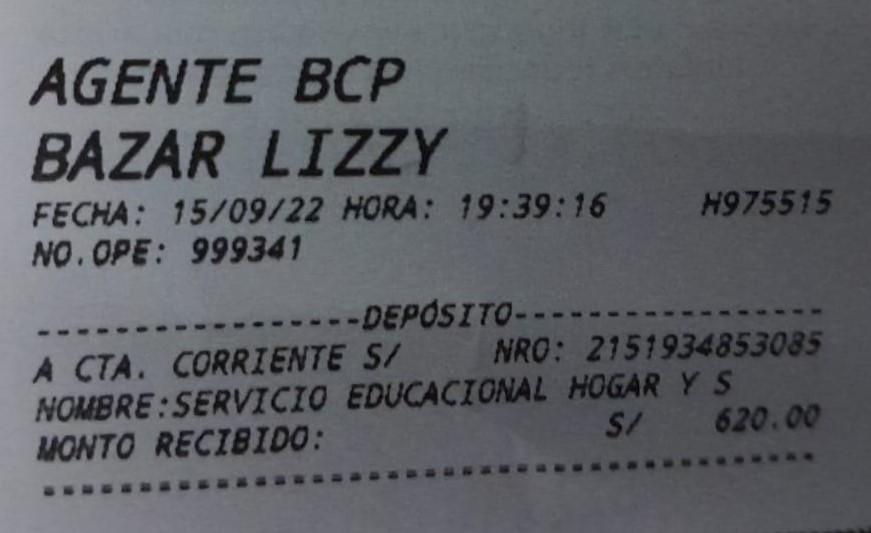 AGENTE BCP
BAZAR LIZZY
FECHA: 15/09/22 HORA: 19:39:16 H975515
NO.OPE: 999341
-----------------DEPÓSITO-----------------
A CTA. CORRIENTE S/ NRO: 2151934853085
NOMBRE:SERVICIO EDUCACIONAL HOGAR Y S
MONTO RECIBIDO: S/ 620.00